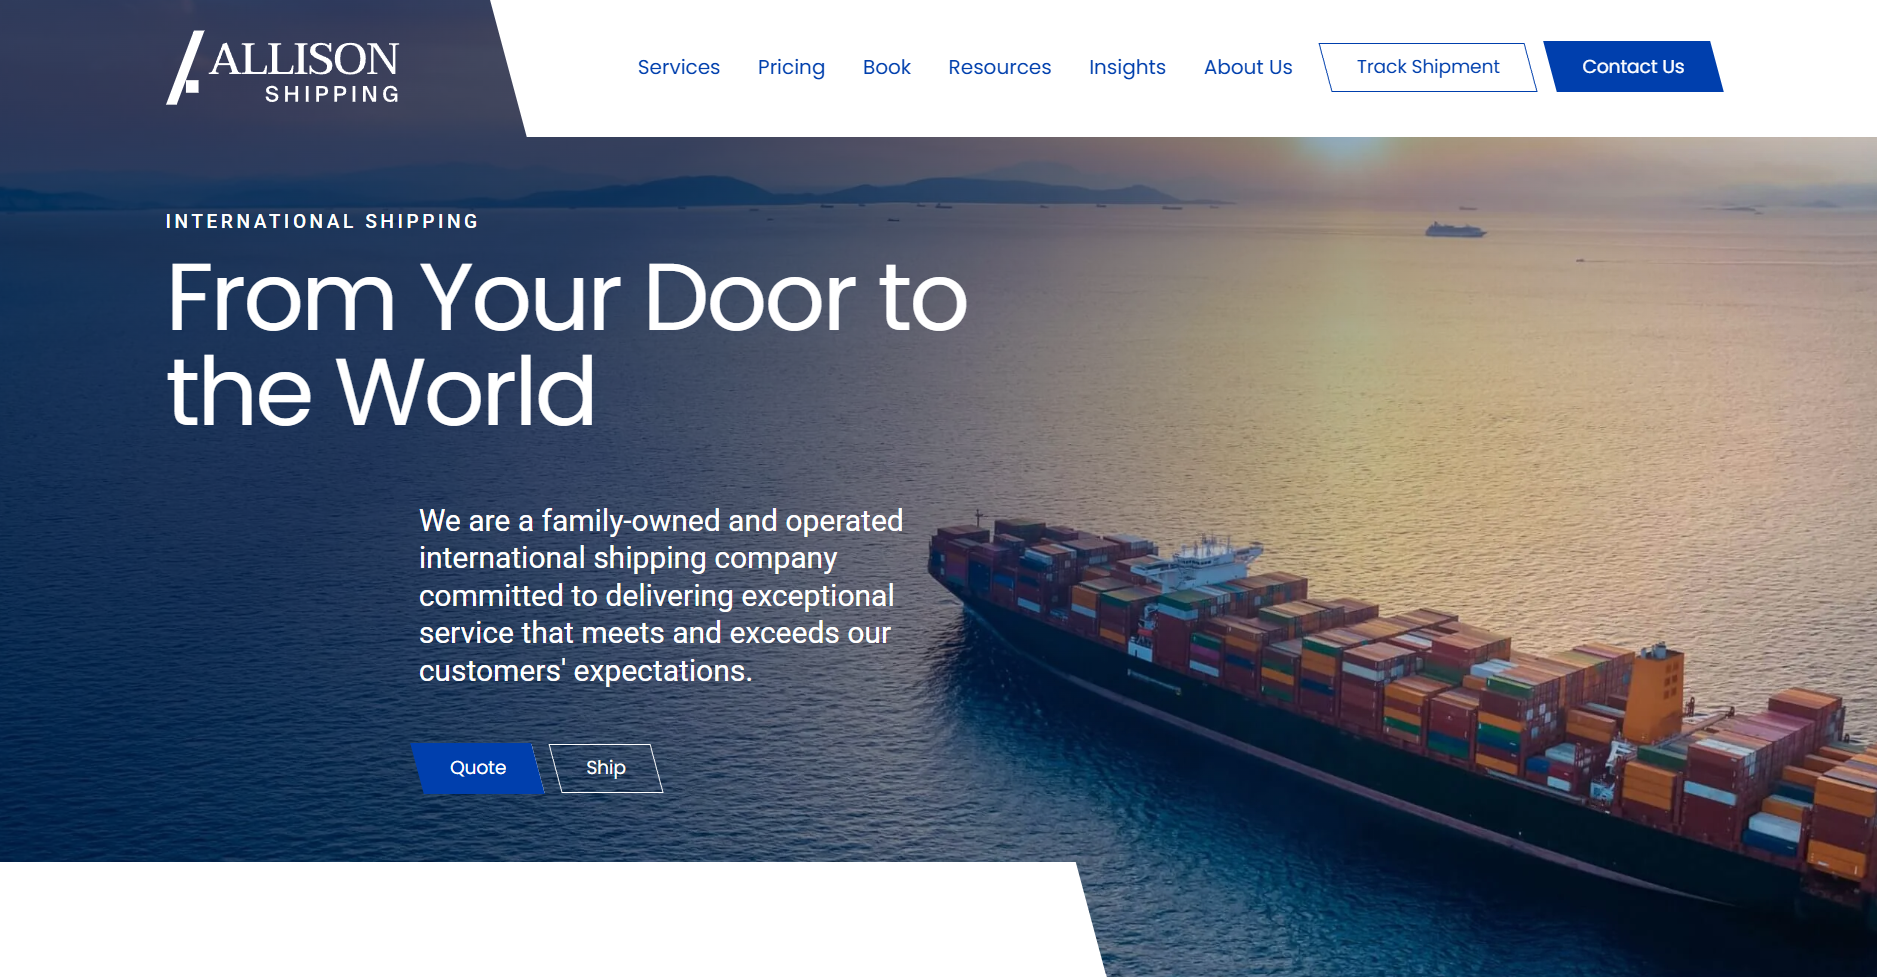 ALLISON
SHIPPING
Services
Pricing
Book
Resources
Insights
About Us
Track Shipment
Contact Us
INTERNATIONAL SHIPPING
From Your Door to
the World
We are a family-owned and operated
international shipping company
committed to delivering exceptional
service that meets and exceeds our
customers' expectations.
Quote
Ship